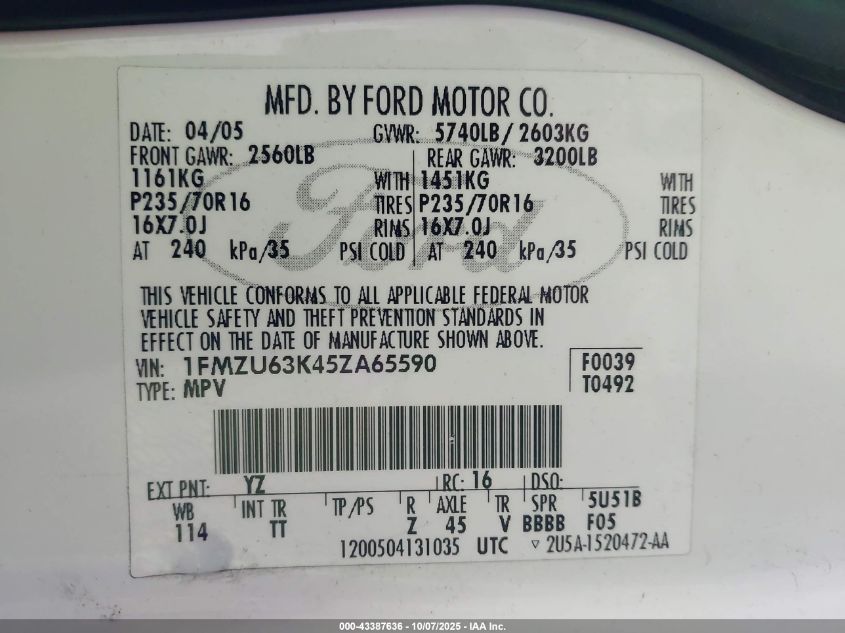 MFD. BY FORD MOTOR CO.
DATE: 04/05 GVWR: 5740LB/ 2603KG
FRONT GAWR: 2560LB REAR GAWR: 3200LB
1161KG WITH 1451KG WITH
P235/70R16 TIRES P235/70R16 TIRES
16X7.0J RIMS 16X7.0J RIMS
AT 240 kPa/35 PSI COLD AT 240 kPa/35 PSI COLD
Ford
THIS VEHICLE CONFORMS TO ALL APPLICABLE FEDERAL MOTOR
VEHICLE SAFETY AND THEFT PREVENTION STANDARDS IN
EFFECT ON THE DATE OF MANUFACTURE SHOWN ABOVE.
VIN: 1FMZU63K45ZA65590 F0039
TYPE: MPV T0492
EXT PNT: YZ RC: 16 DSO:
WB INT TR TP/PS R AXLE TR SPR 5U51B
114 TT Z 45 V BBBB F05
1200504131035 UTC ▿ 2U5A-1520472-AA
000-43387636 - 10/07/2025 - IAA Inc.